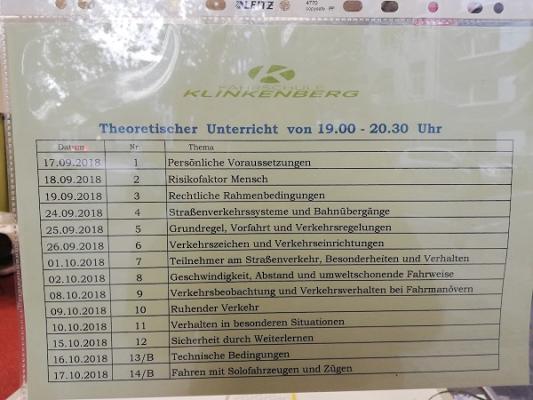 LEITZ
4770
copysafe PP
FAHRSCHULE
KLINKENBERG
Theoretischer Unterricht von 19.00 - 20.30 Uhr
Datum Nr. Thema
17.09.2018 1 Persönliche Voraussetzungen
18.09.2018 2 Risikofaktor Mensch
19.09.2018 3 Rechtliche Rahmenbedingungen
24.09.2018 4 Straßenverkehrssysteme und Bahnübergänge
25.09.2018 5 Grundregel, Vorfahrt und Verkehrsregelungen
26.09.2018 6 Verkehrszeichen und Verkehrseinrichtungen
01.10.2018 7 Teilnehmer am Straßenverkehr, Besonderheiten und Verhalten
02.10.2018 8 Geschwindigkeit, Abstand und umweltschonende Fahrweise
08.10.2018 9 Verkehrsbeobachtung und Verkehrsverhalten bei Fahrmanövern
09.10.2018 10 Ruhender Verkehr
10.10.2018 11 Verhalten in besonderen Situationen
15.10.2018 12 Sicherheit durch Weiterlernen
16.10.2018 13/B Technische Bedingungen
17.10.2018 14/B Fahren mit Solofahrzeugen und Zügen